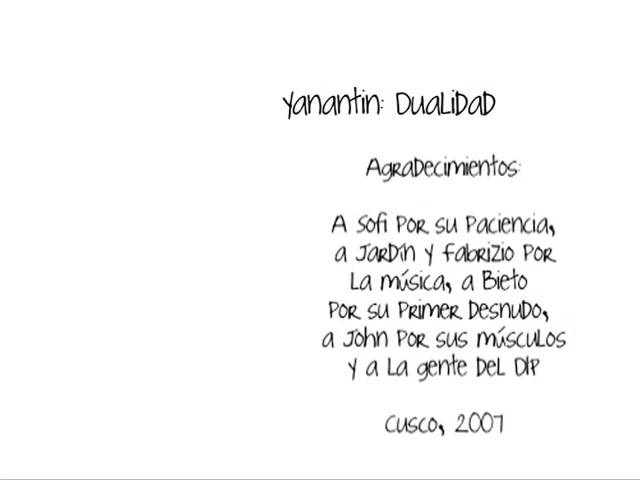 Yanantin: Dualidad
Agradecimientos:
A Sofi por su paciencia,
a Jardín y Fabrizio por
la música, a Bieto
por su primer desnudo,
a John por sus músculos
y a la gente del DIP
Cusco, 2007